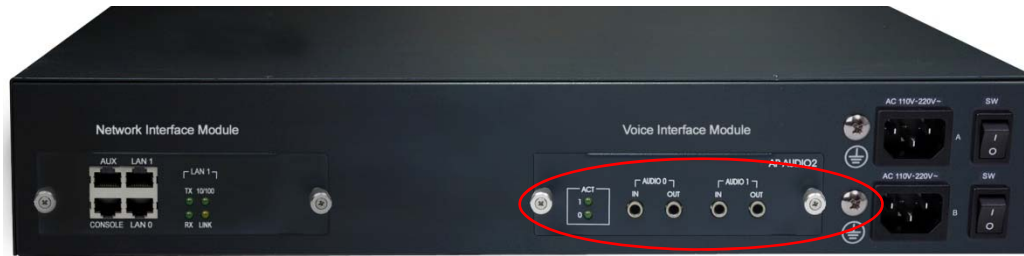 Network Interface Module
AUX LAN 1
LAN 1
TX 10/100
RX LINK
CONSOLE LAN 0
Voice Interface Module
AP-AUDIO2
ACT
1
0
AUDIO 0
IN OUT
AUDIO 1
IN OUT
AC 110V-220V~
A
SW
I
O
AC 110V-220V~
B
SW
I
O